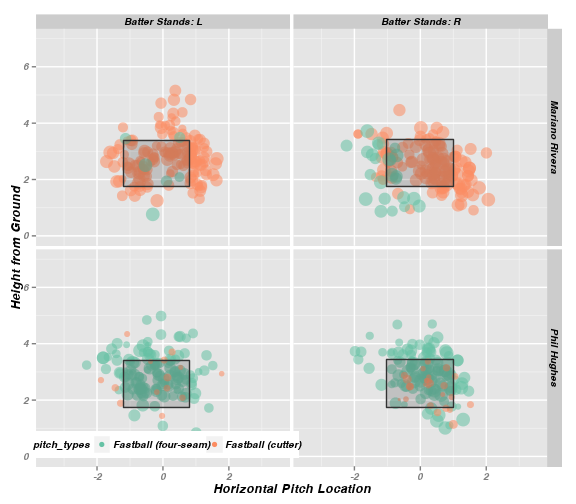 Batter Stands: L
Batter Stands: R
6
4
2
0
Mariano Rivera
Height from Ground
6
4
2
0
Phil Hughes
pitch_types Fastball (four-seam) Fastball (cutter)
-2 0 2 -2 0 2
Horizontal Pitch Location